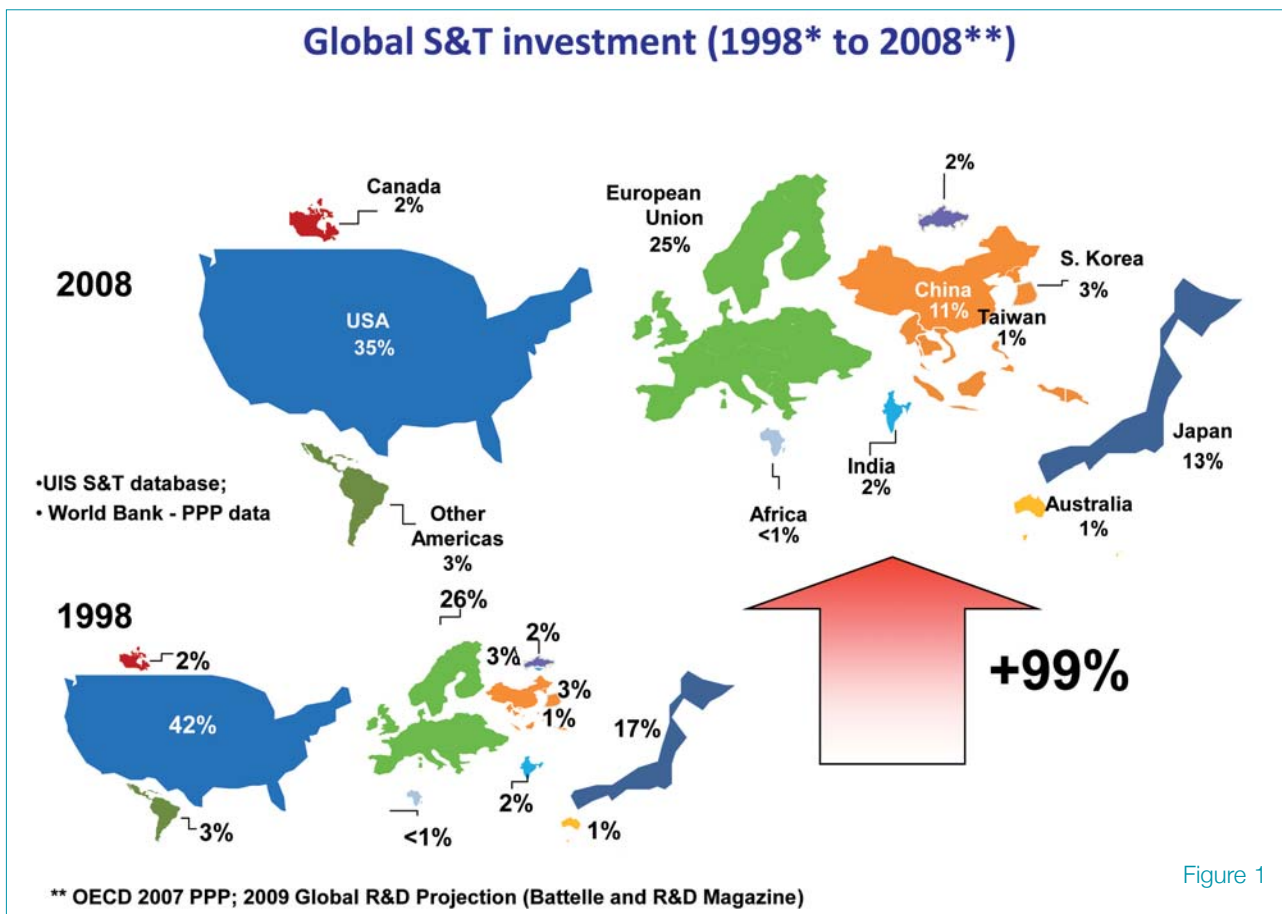 Global S&T investment (1998* to 2008**)
2008
Canada
2%
USA
35%
European
Union
25%
2%
China
11%
S. Korea
3%
Taiwan
1%
Japan
13%
India
2%
Africa
<1%
Australia
1%
•UIS S&T database;
• World Bank - PPP data
Other
Americas
3%
1998
2%
42%
3%
26%
3%
2%
3%
1%
2%
<1%
17%
1%
+99%
** OECD 2007 PPP; 2009 Global R&D Projection (Battelle and R&D Magazine)
Figure 1